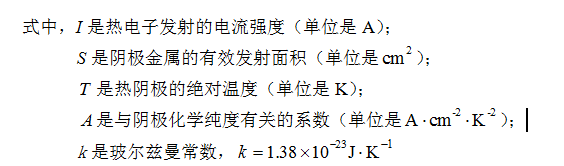 式中，I 是热电子发射的电流强度（单位是 A）；
S 是阴极金属的有效发射面积（单位是 cm²）；
T 是热阴极的绝对温度（单位是 K）；
A 是与阴极化学纯度有关的系数（单位是 A·cm⁻²·K⁻²）；
k 是玻尔兹曼常数，k = 1.38×10⁻²³ J·K⁻¹